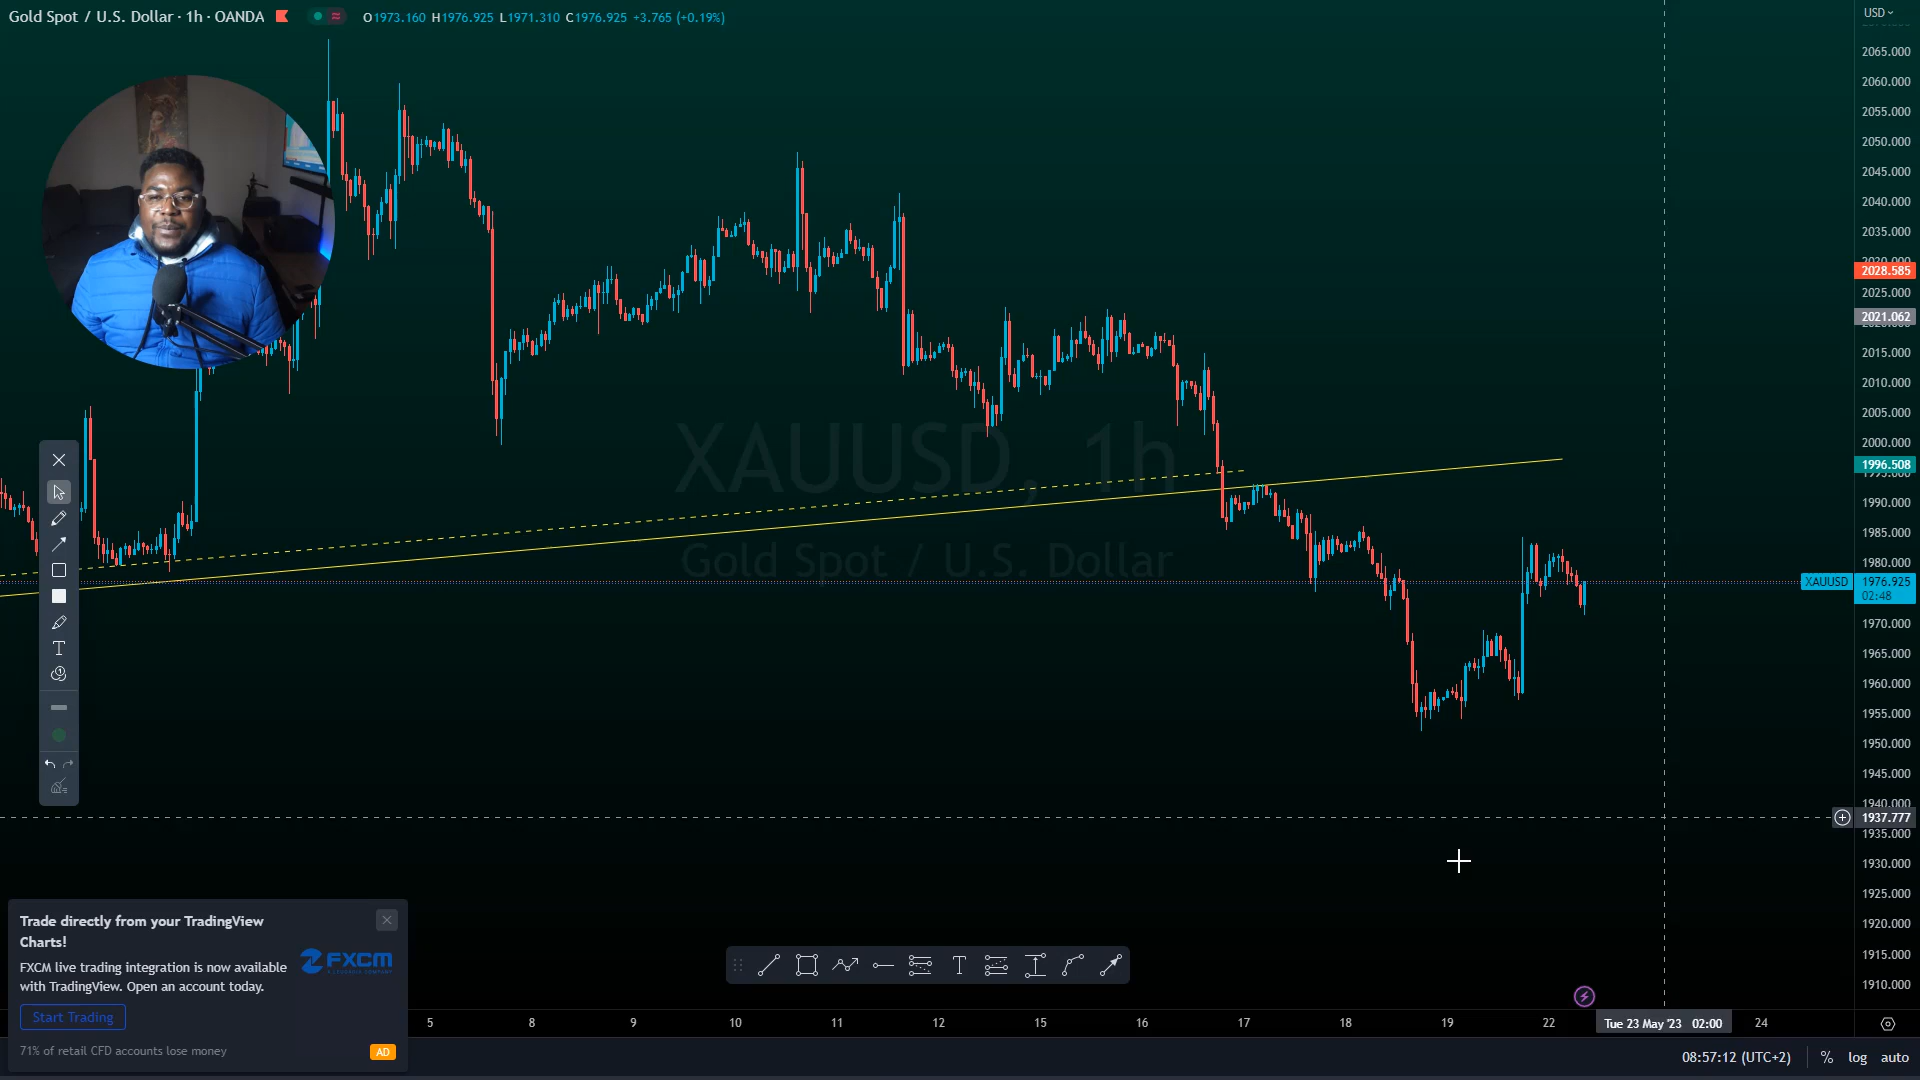 Gold Spot / U.S. Dollar · 1h · OANDA
O1973.160 H1976.925 L1971.310 C1976.925 +3.765 (+0.19%)
USD
2065.000
2060.000
2055.000
2050.000
2045.000
2040.000
2035.000
2030.000
2028.585
2025.000
2021.062
2015.000
2010.000
2005.000
2000.000
1996.508
1990.000
1985.000
1980.000
XAUUSD 1976.925
02:48
1970.000
1965.000
1960.000
1955.000
1950.000
1945.000
1940.000
1937.777
1935.000
1930.000
1925.000
1920.000
1915.000
1910.000
XAUUSD, 1h
Gold Spot / U.S. Dollar
Trade directly from your TradingView
Charts!
FXCM
FXCM live trading integration is now available
with TradingView. Open an account today.
Start Trading
71% of retail CFD accounts lose money
AD
5 8 9 10 11 12 15 16 17 18 19 22 Tue 23 May '23 02:00 24
08:57:12 (UTC+2) % log auto